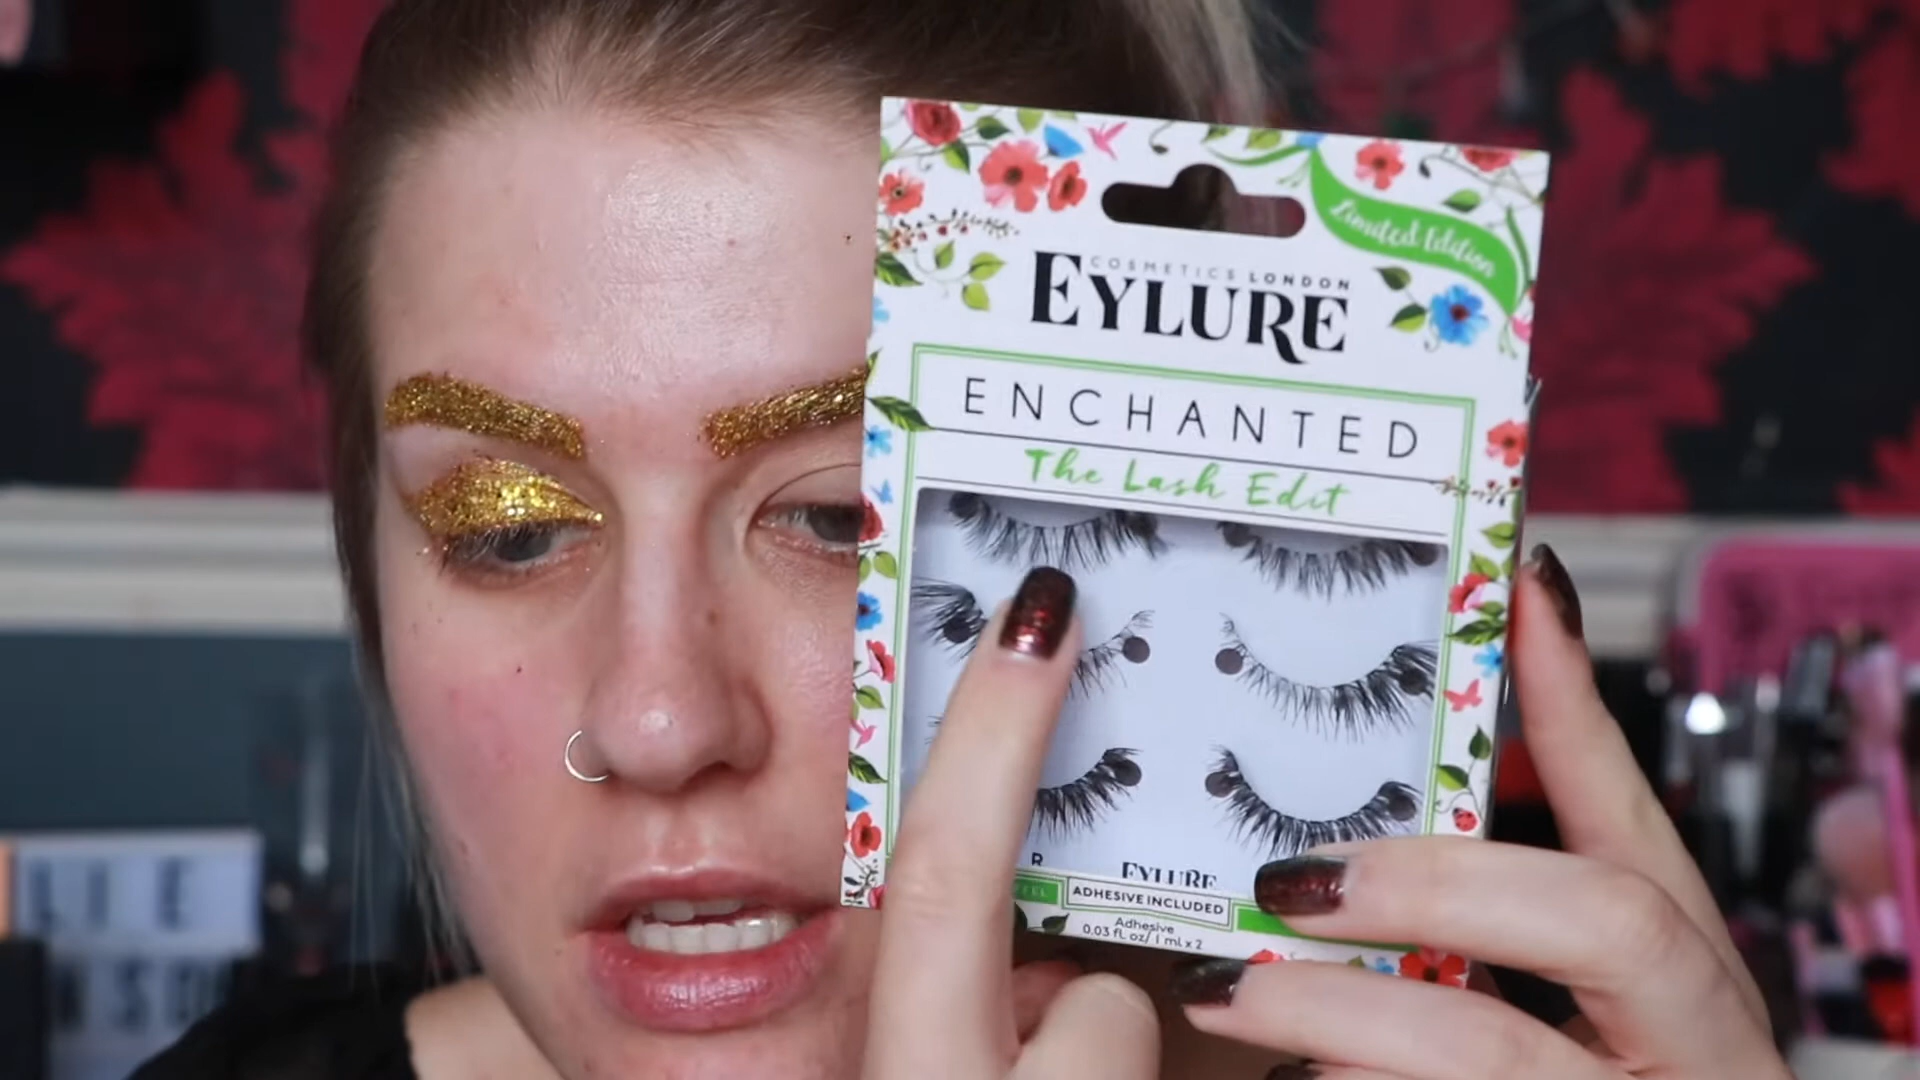 Limited Edition
COSMETICS LONDON
EYLURE
ENCHANTED
The Lash Edit
R
EYLURE
ADHESIVE INCLUDED
Adhesive
0.03 fl oz/ 1 ml x 2
LIE